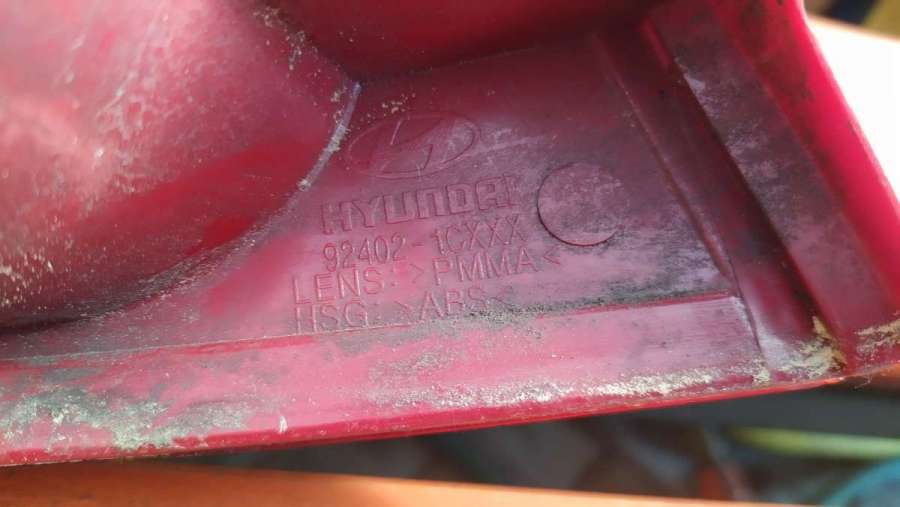 HYUNDAI
92402-1CXXX
LENS: >PMMA<
HSG: >ABS<